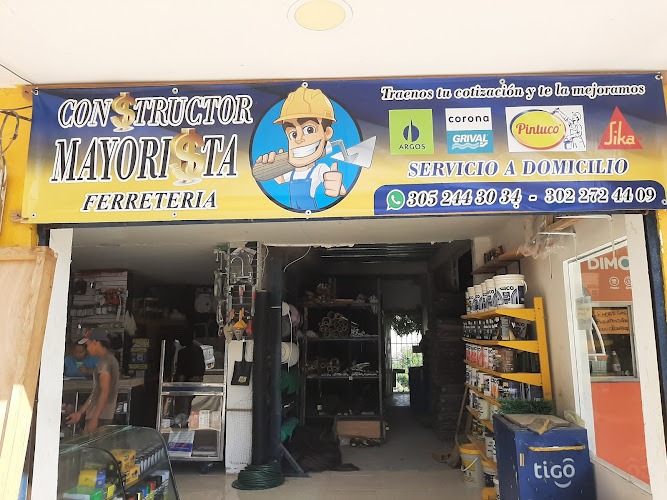 CON$TRUCTOR
MAYORI$TA
FERRETERIA
Traenos tu cotización y te la mejoramos
ARGOS
corona
GRIVAL
Pintuco
Sika
SERVICIO A DOMICILIO
305 244 30 34 - 302 272 44 09
DIMO
tigo